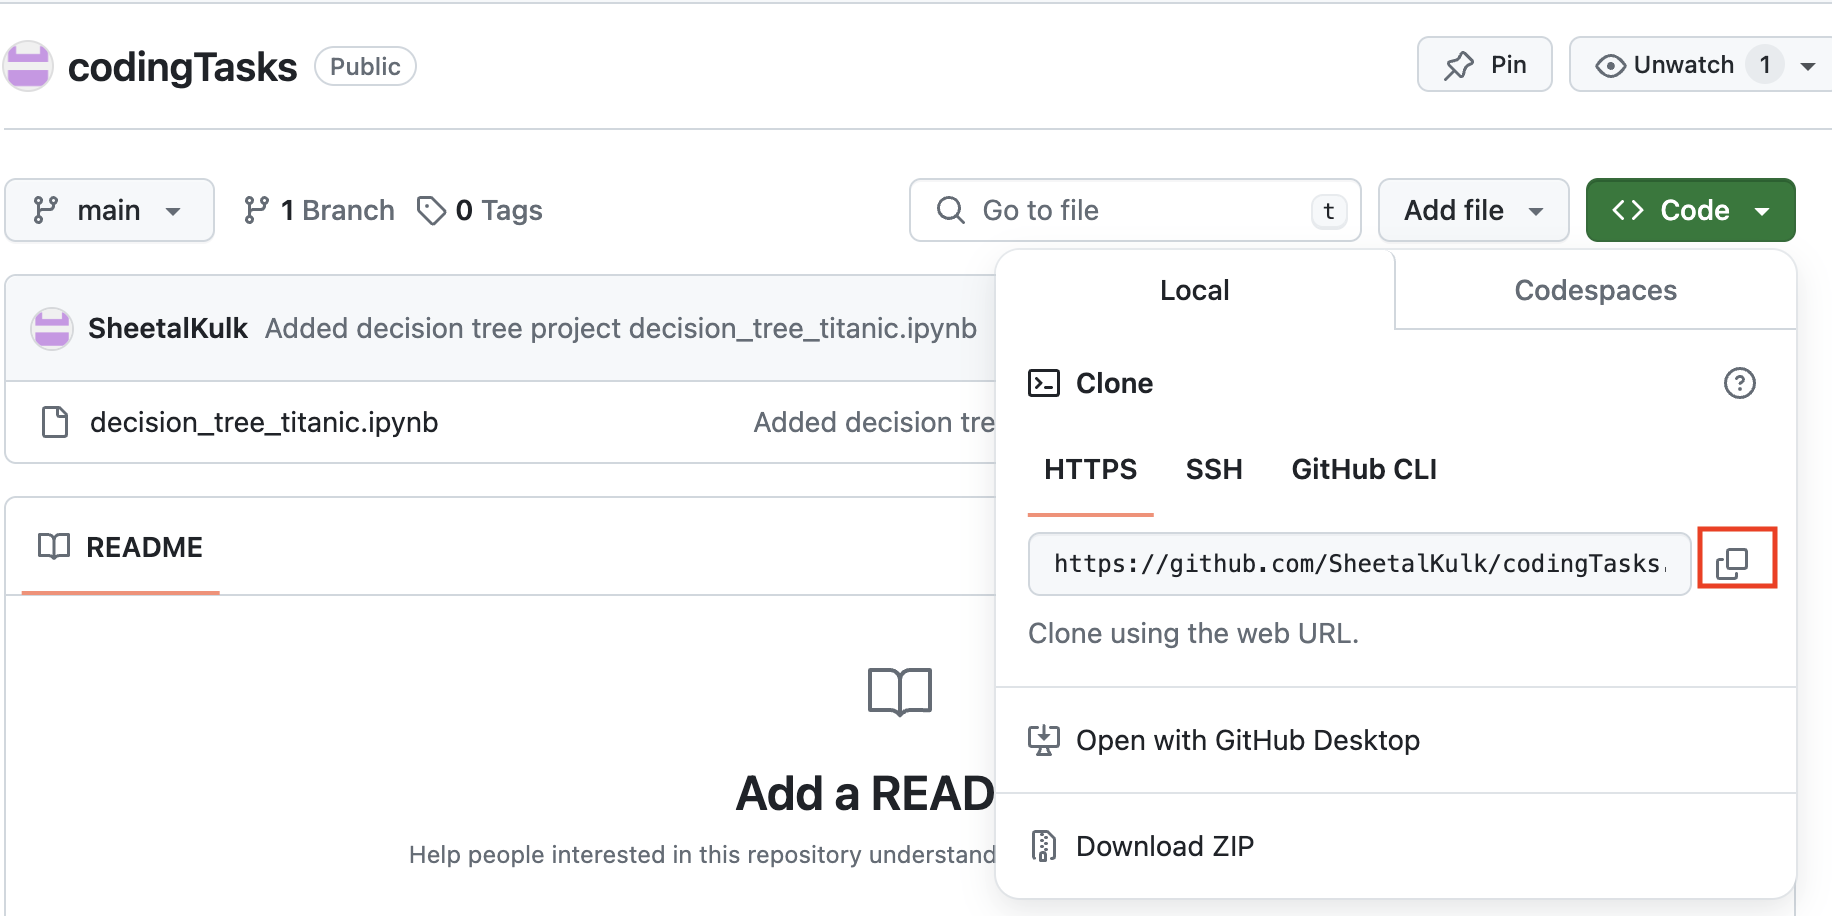 codingTasks Public Pin Unwatch 1
main 1 Branch 0 Tags Go to file t Add file Code
Local Codespaces
SheetalKulk Added decision tree project decision_tree_titanic.ipynb
Clone
decision_tree_titanic.ipynb Added decision tre
HTTPS SSH GitHub CLI
README
https://github.com/SheetalKulk/codingTasks.
Clone using the web URL.
Open with GitHub Desktop
Add a READ
Help people interested in this repository understand
Download ZIP